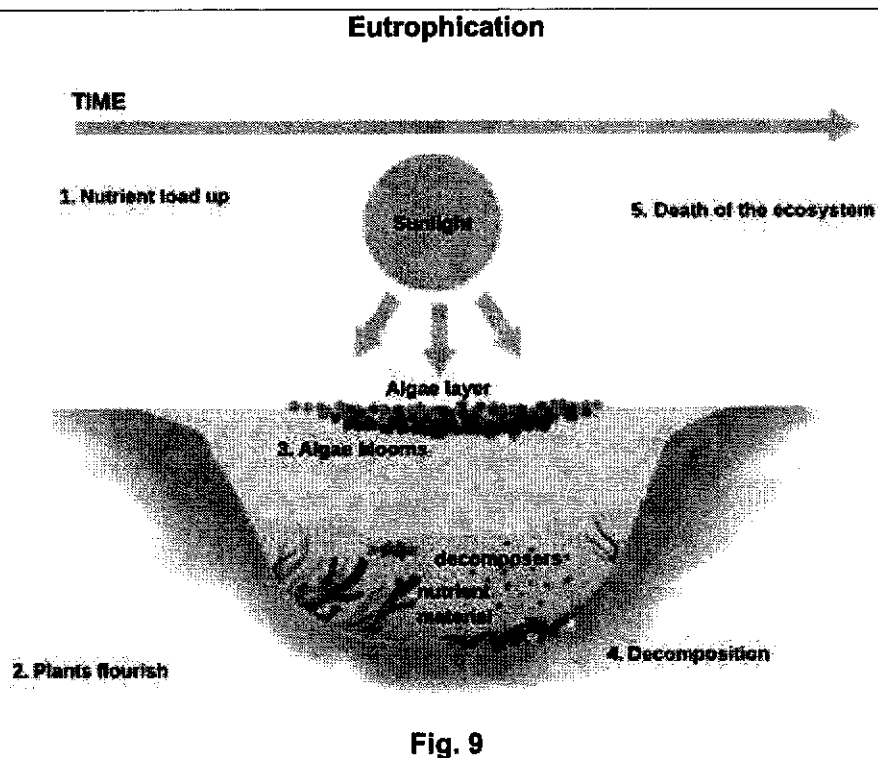 Eutrophication
TIME
1. Nutrient load up
Sunlight
5. Death of the ecosystem
Algae layer
3. Algae blooms
decomposers
nutrient
material
4. Decomposition
2. Plants flourish
Fig. 9